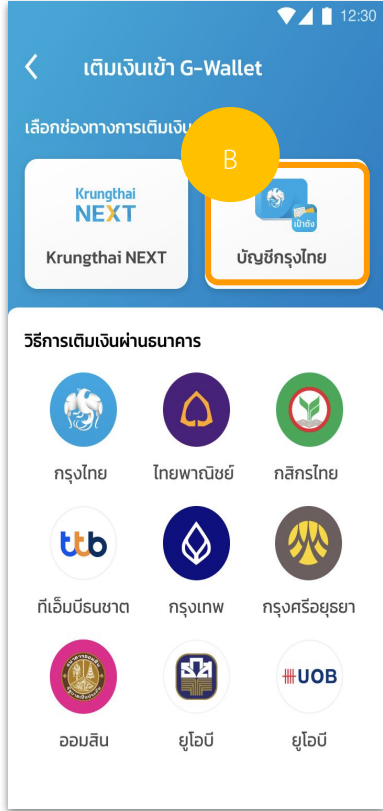 12:30
เติมเงินเข้า G-Wallet
เลือกช่องทางการเติมเงิน
B
Krungthai
NEXT
เป๋าตัง
Krungthai NEXT
บัญชีกรุงไทย
วิธีการเติมเงินผ่านธนาคาร
กรุงไทย
ไทยพาณิชย์
กสิกรไทย
ttb
ทีเอ็มบีธนชาต
กรุงเทพ
กรุงศรีอยุธยา
UOB
ออมสิน
ยูโอบี
ยูโอบี